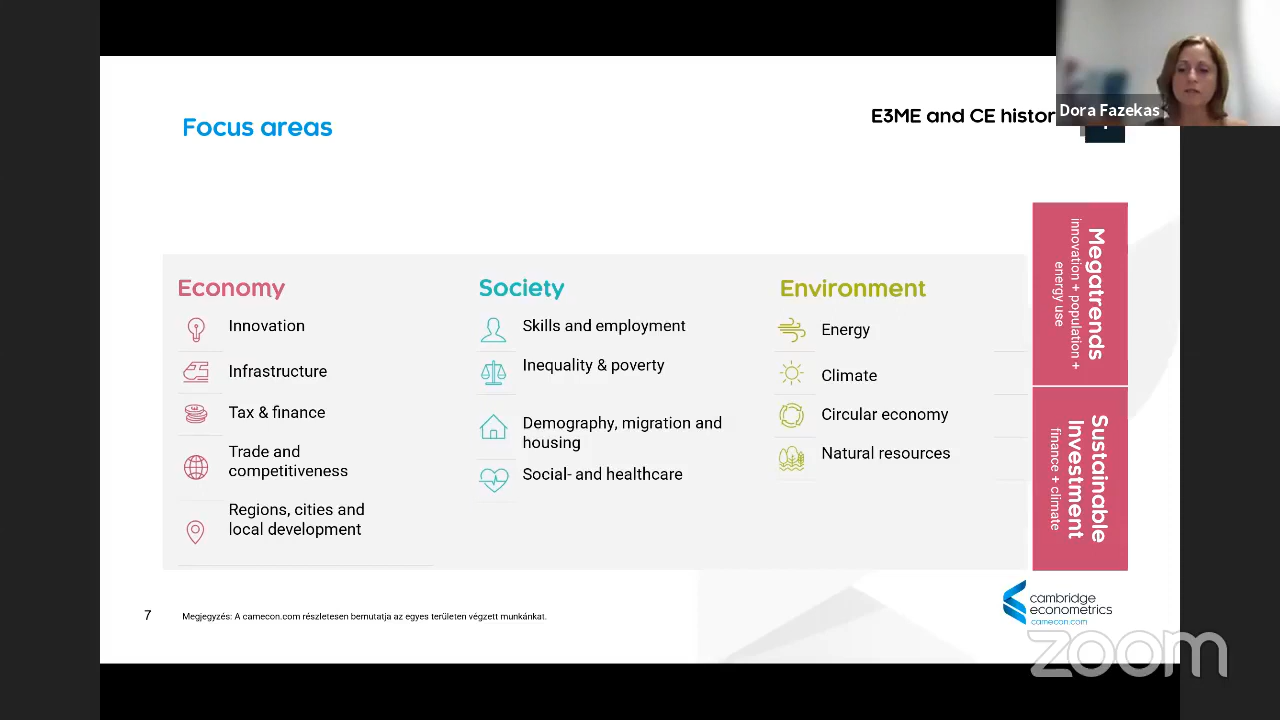 Focus areas
E3ME and CE histor
Dora Fazekas
Economy
Innovation
Infrastructure
Tax & finance
Trade and
competitiveness
Regions, cities and
local development
Society
Skills and employment
Inequality & poverty
Demography, migration and
housing
Social- and healthcare
Environment
Energy
Climate
Circular economy
Natural resources
Megatrends
innovation + population +
energy use
Sustainable
Investment
finance + climate
7
Megjegyzés: A camecon.com részletesen bemutatja az egyes területen végzett munkánkat.
cambridge
econometrics
camecon.com
zoom